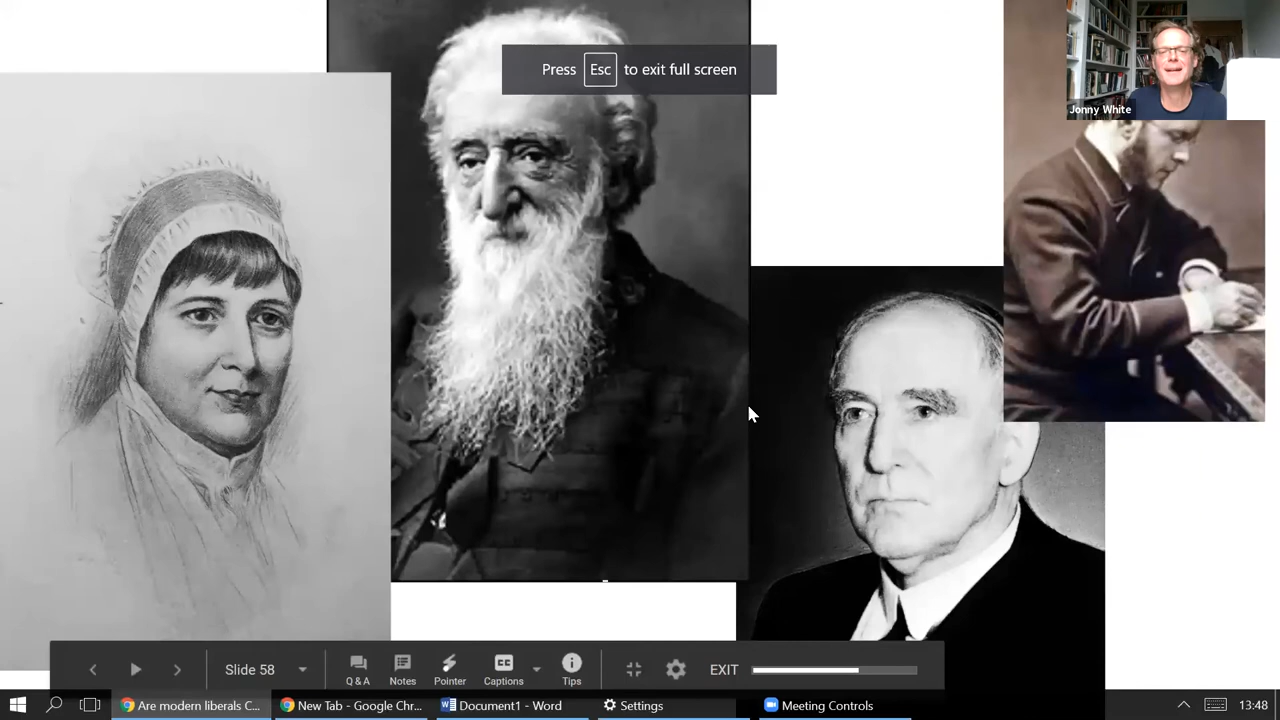 Press Esc to exit full screen
Jonny White
Slide 58
Q & A
Notes
Pointer
CC
Captions
Tips
EXIT
Are modern liberals C...
New Tab - Google Chr...
W
Document1 - Word
Settings
Meeting Controls
13:48